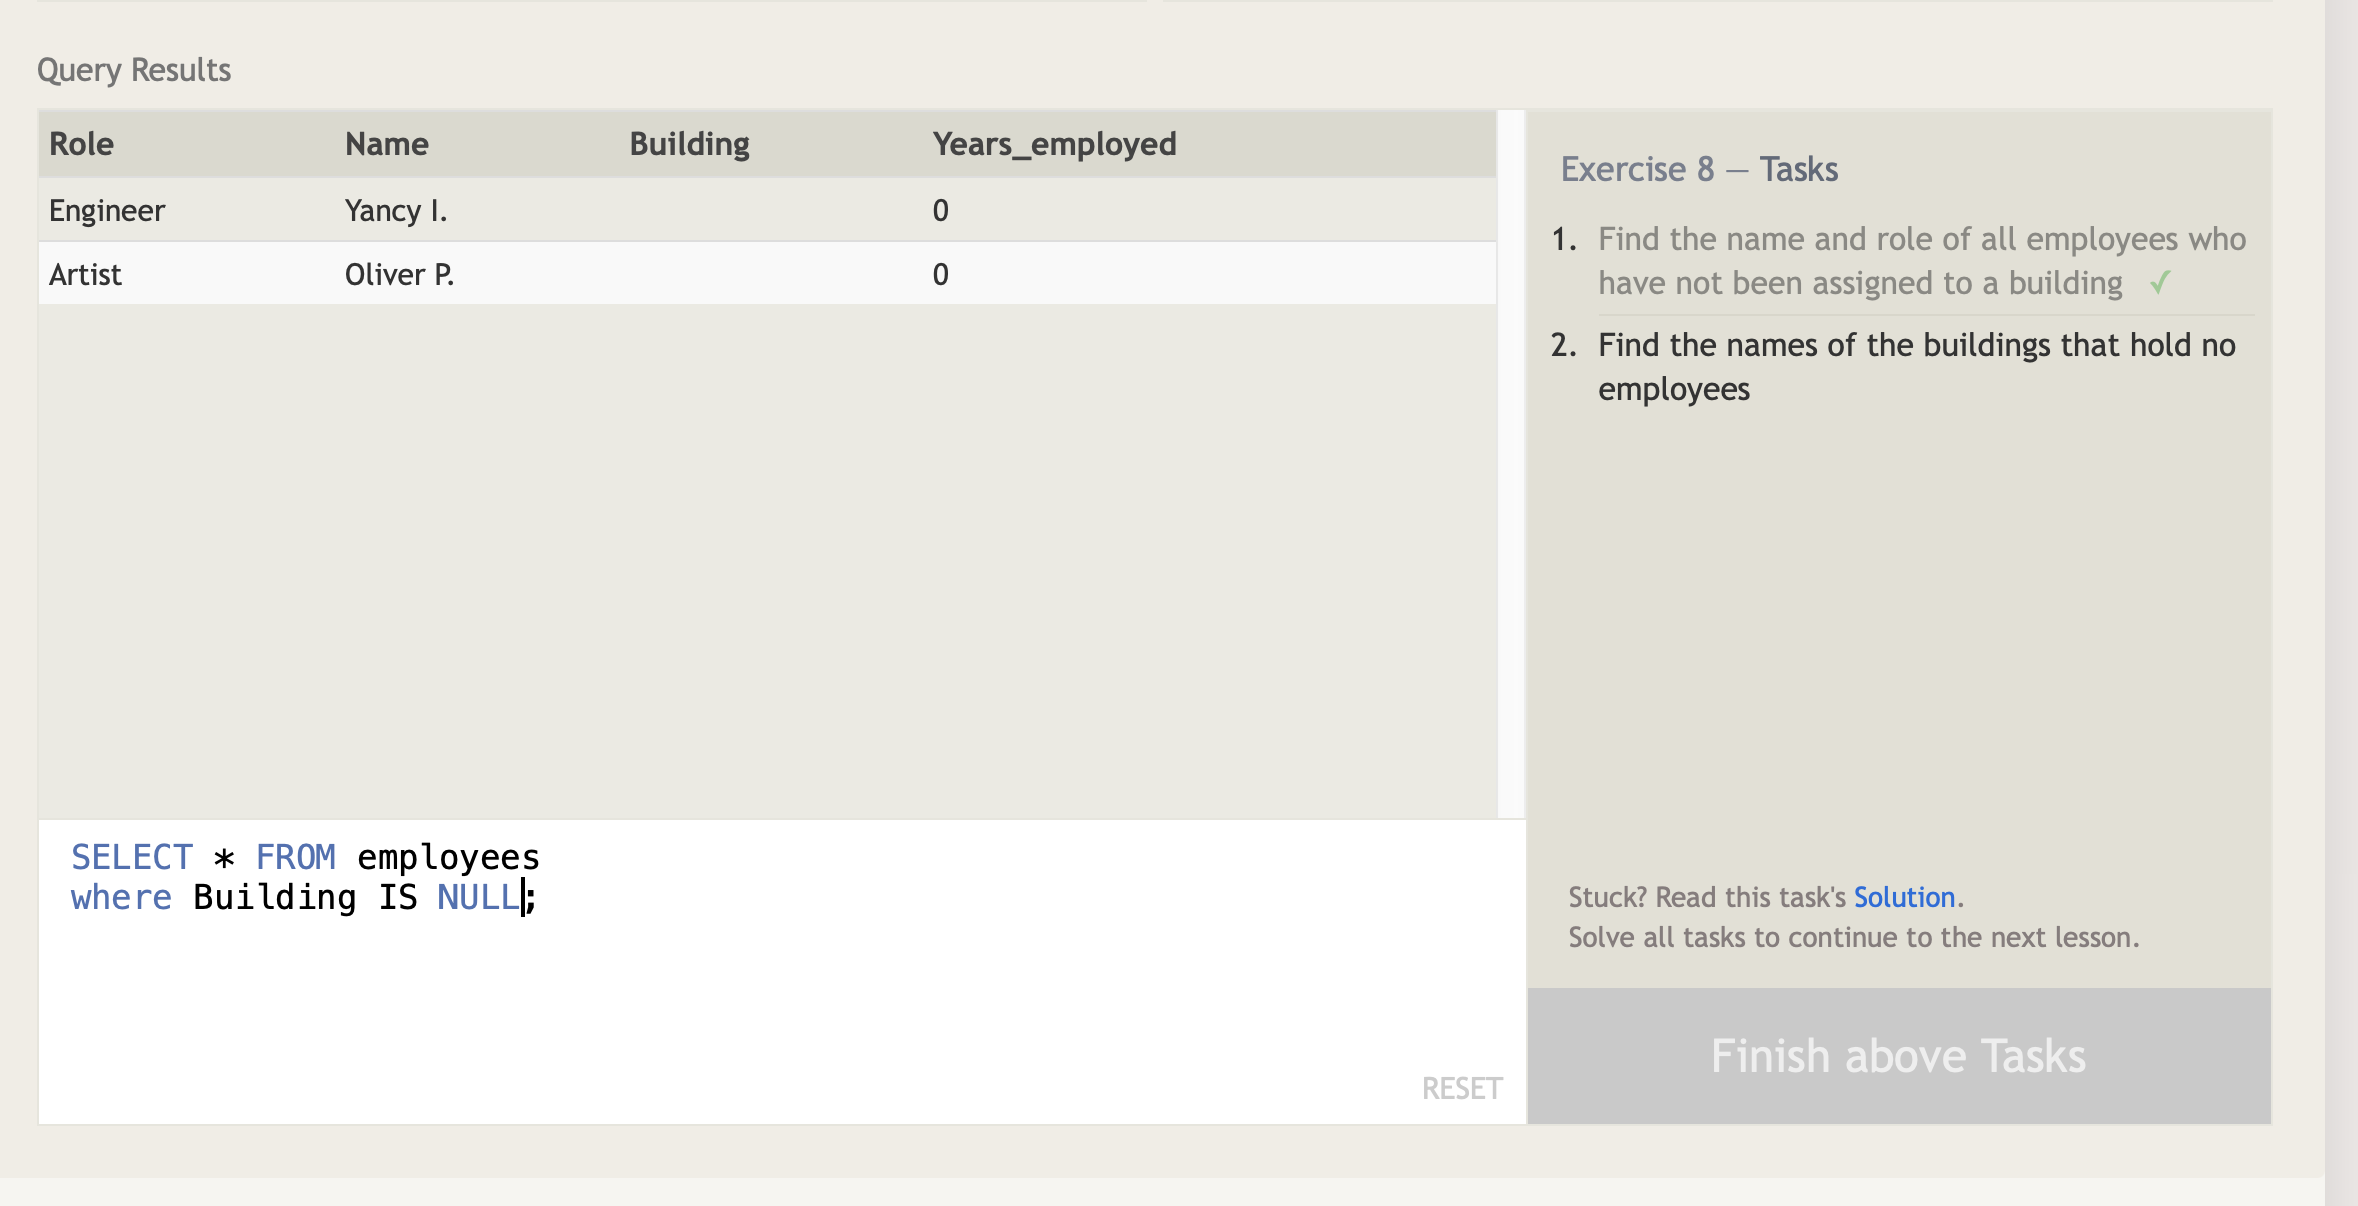 Query Results
Role Name Building Years_employed
Engineer Yancy I. 0
Artist Oliver P. 0
SELECT * FROM employees
where Building IS NULL;
RESET
Exercise 8 — Tasks
1. Find the name and role of all employees who
have not been assigned to a building ✓
2. Find the names of the buildings that hold no
employees
Stuck? Read this task's Solution.
Solve all tasks to continue to the next lesson.
Finish above Tasks